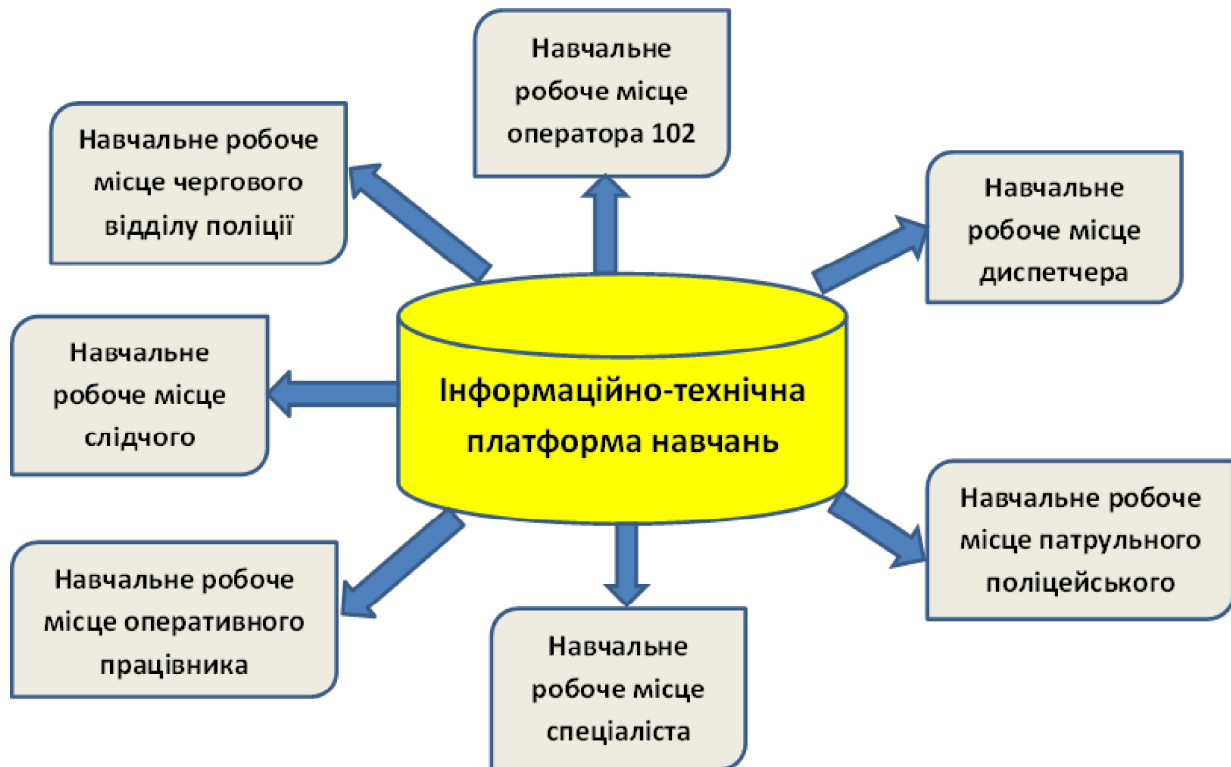 Навчальне
робоче місце
оператора 102
Навчальне робоче
місце чергового
відділу поліції
Навчальне
робоче місце
диспетчера
Навчальне
робоче місце
слідчого
Інформаційно-технічна
платформа навчань
Навчальне робоче
місце патрульного
поліцейського
Навчальне робоче
місце оперативного
працівника
Навчальне
робоче місце
спеціаліста